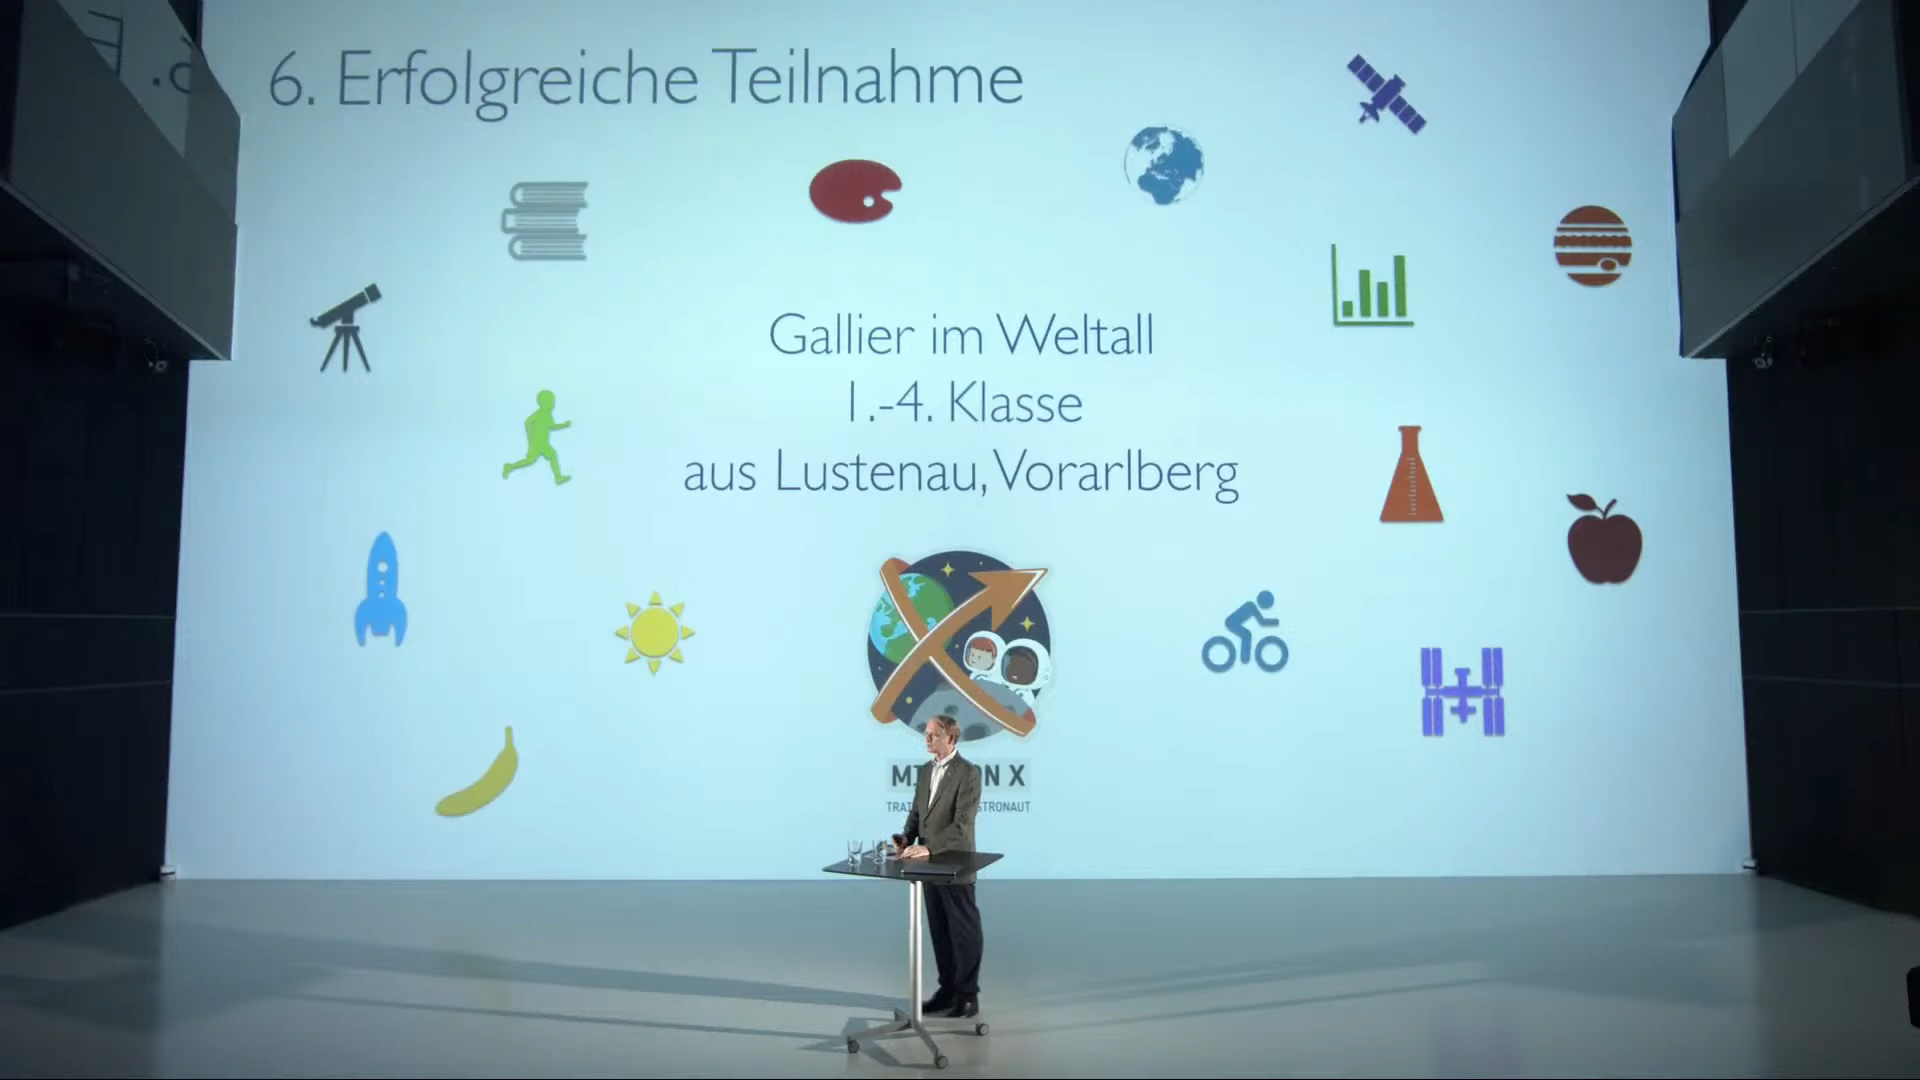 6. Erfolgreiche Teilnahme
Gallier im Weltall
1.-4. Klasse
aus Lustenau, Vorarlberg
X